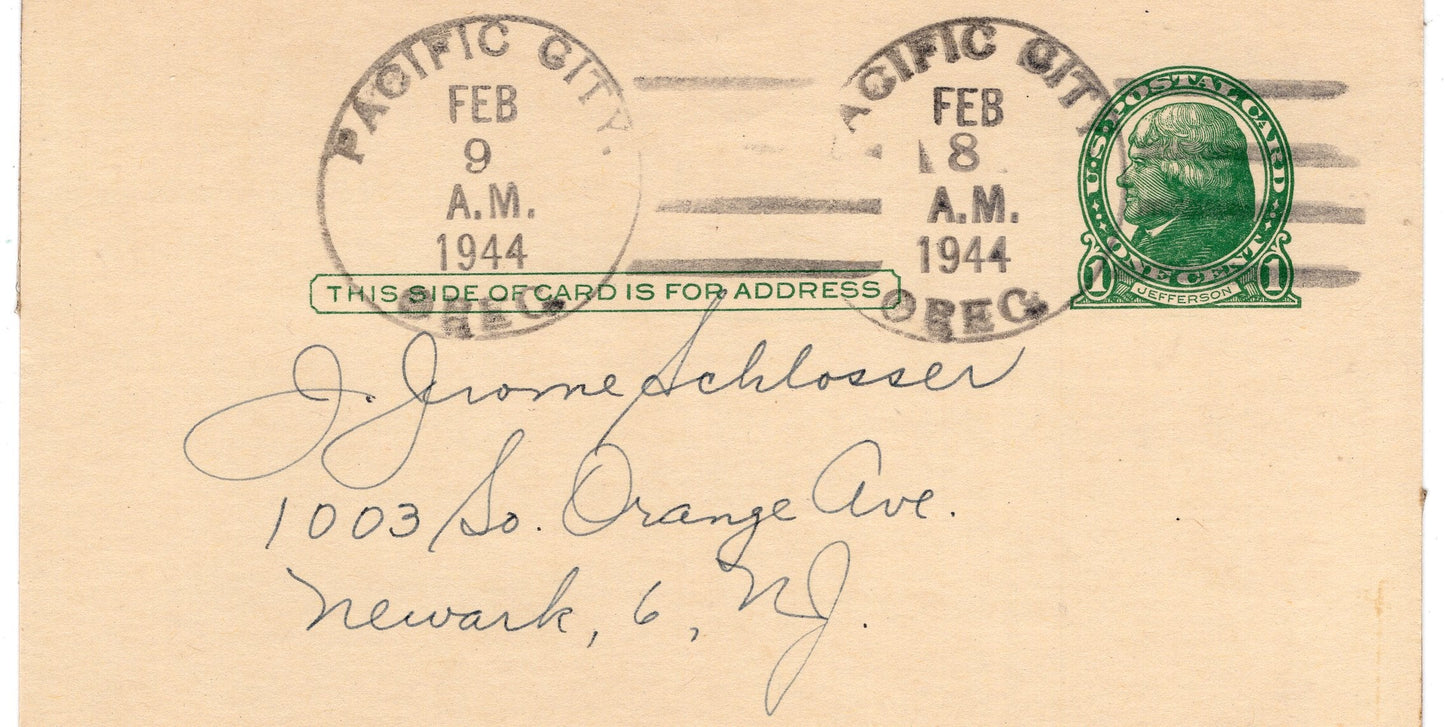 PACIFIC CITY
FEB
9
A.M.
1944
OREG.
PACIFIC CITY
FEB
8
A.M.
1944
OREG.
U.S. POSTAL CARD
ONE CENT
1 1
JEFFERSON
THIS SIDE OF CARD IS FOR ADDRESS
J. Jerome Schlosser
1003 So. Orange Ave.
Newark, 6, NJ.